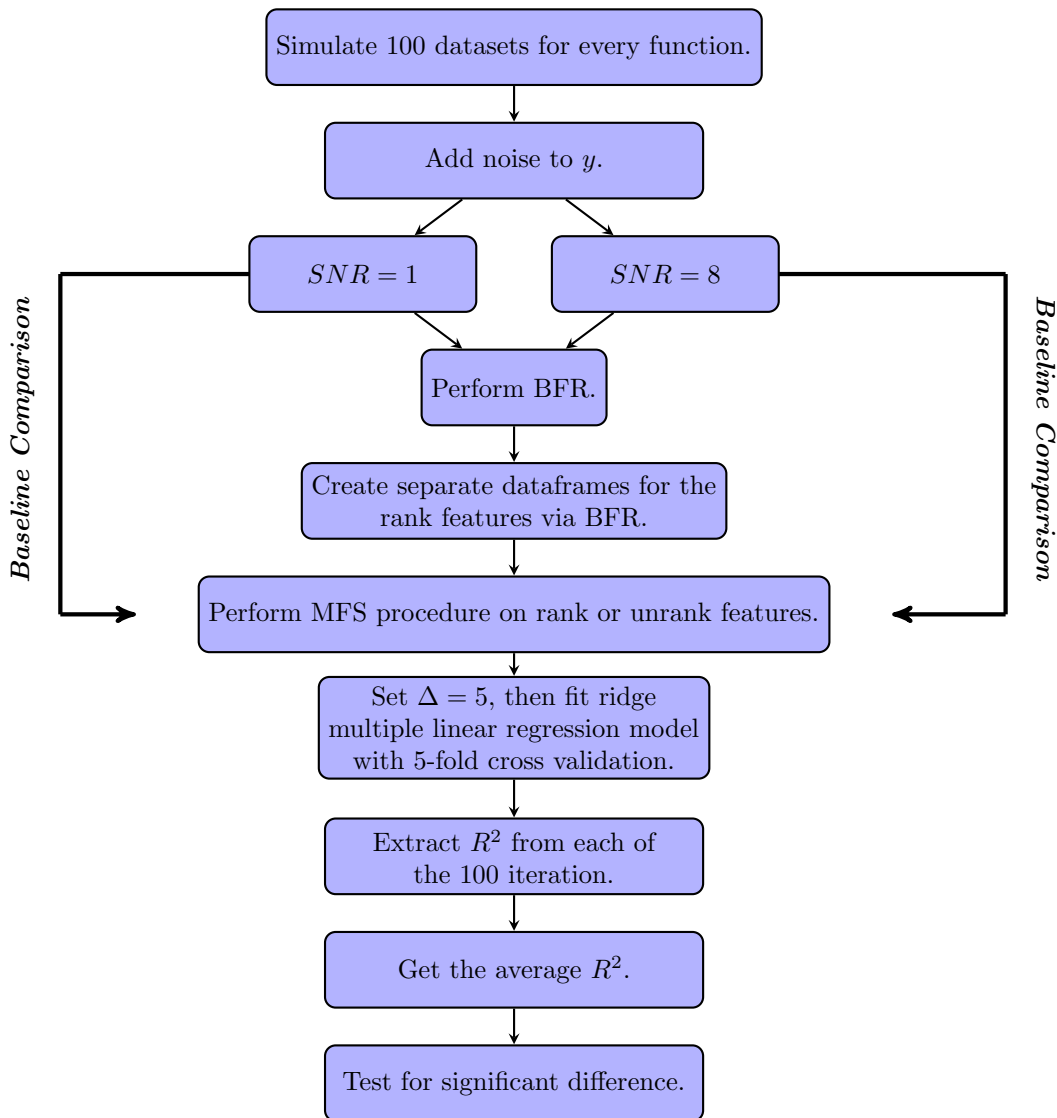 Simulate 100 datasets for every function.
Add noise to y.
SNR = 1
SNR = 8
Baseline Comparison
Baseline Comparison
Perform BFR.
Create separate dataframes for the
rank features via BFR.
Perform MFS procedure on rank or unrank features.
Set Δ = 5, then fit ridge
multiple linear regression model
with 5-fold cross validation.
Extract R² from each of
the 100 iteration.
Get the average R².
Test for significant difference.